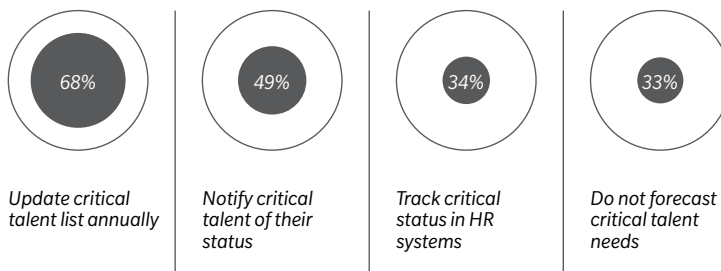 68%
Update critical
talent list annually
49%
Notify critical
talent of their
status
34%
Track critical
status in HR
systems
33%
Do not forecast
critical talent
needs